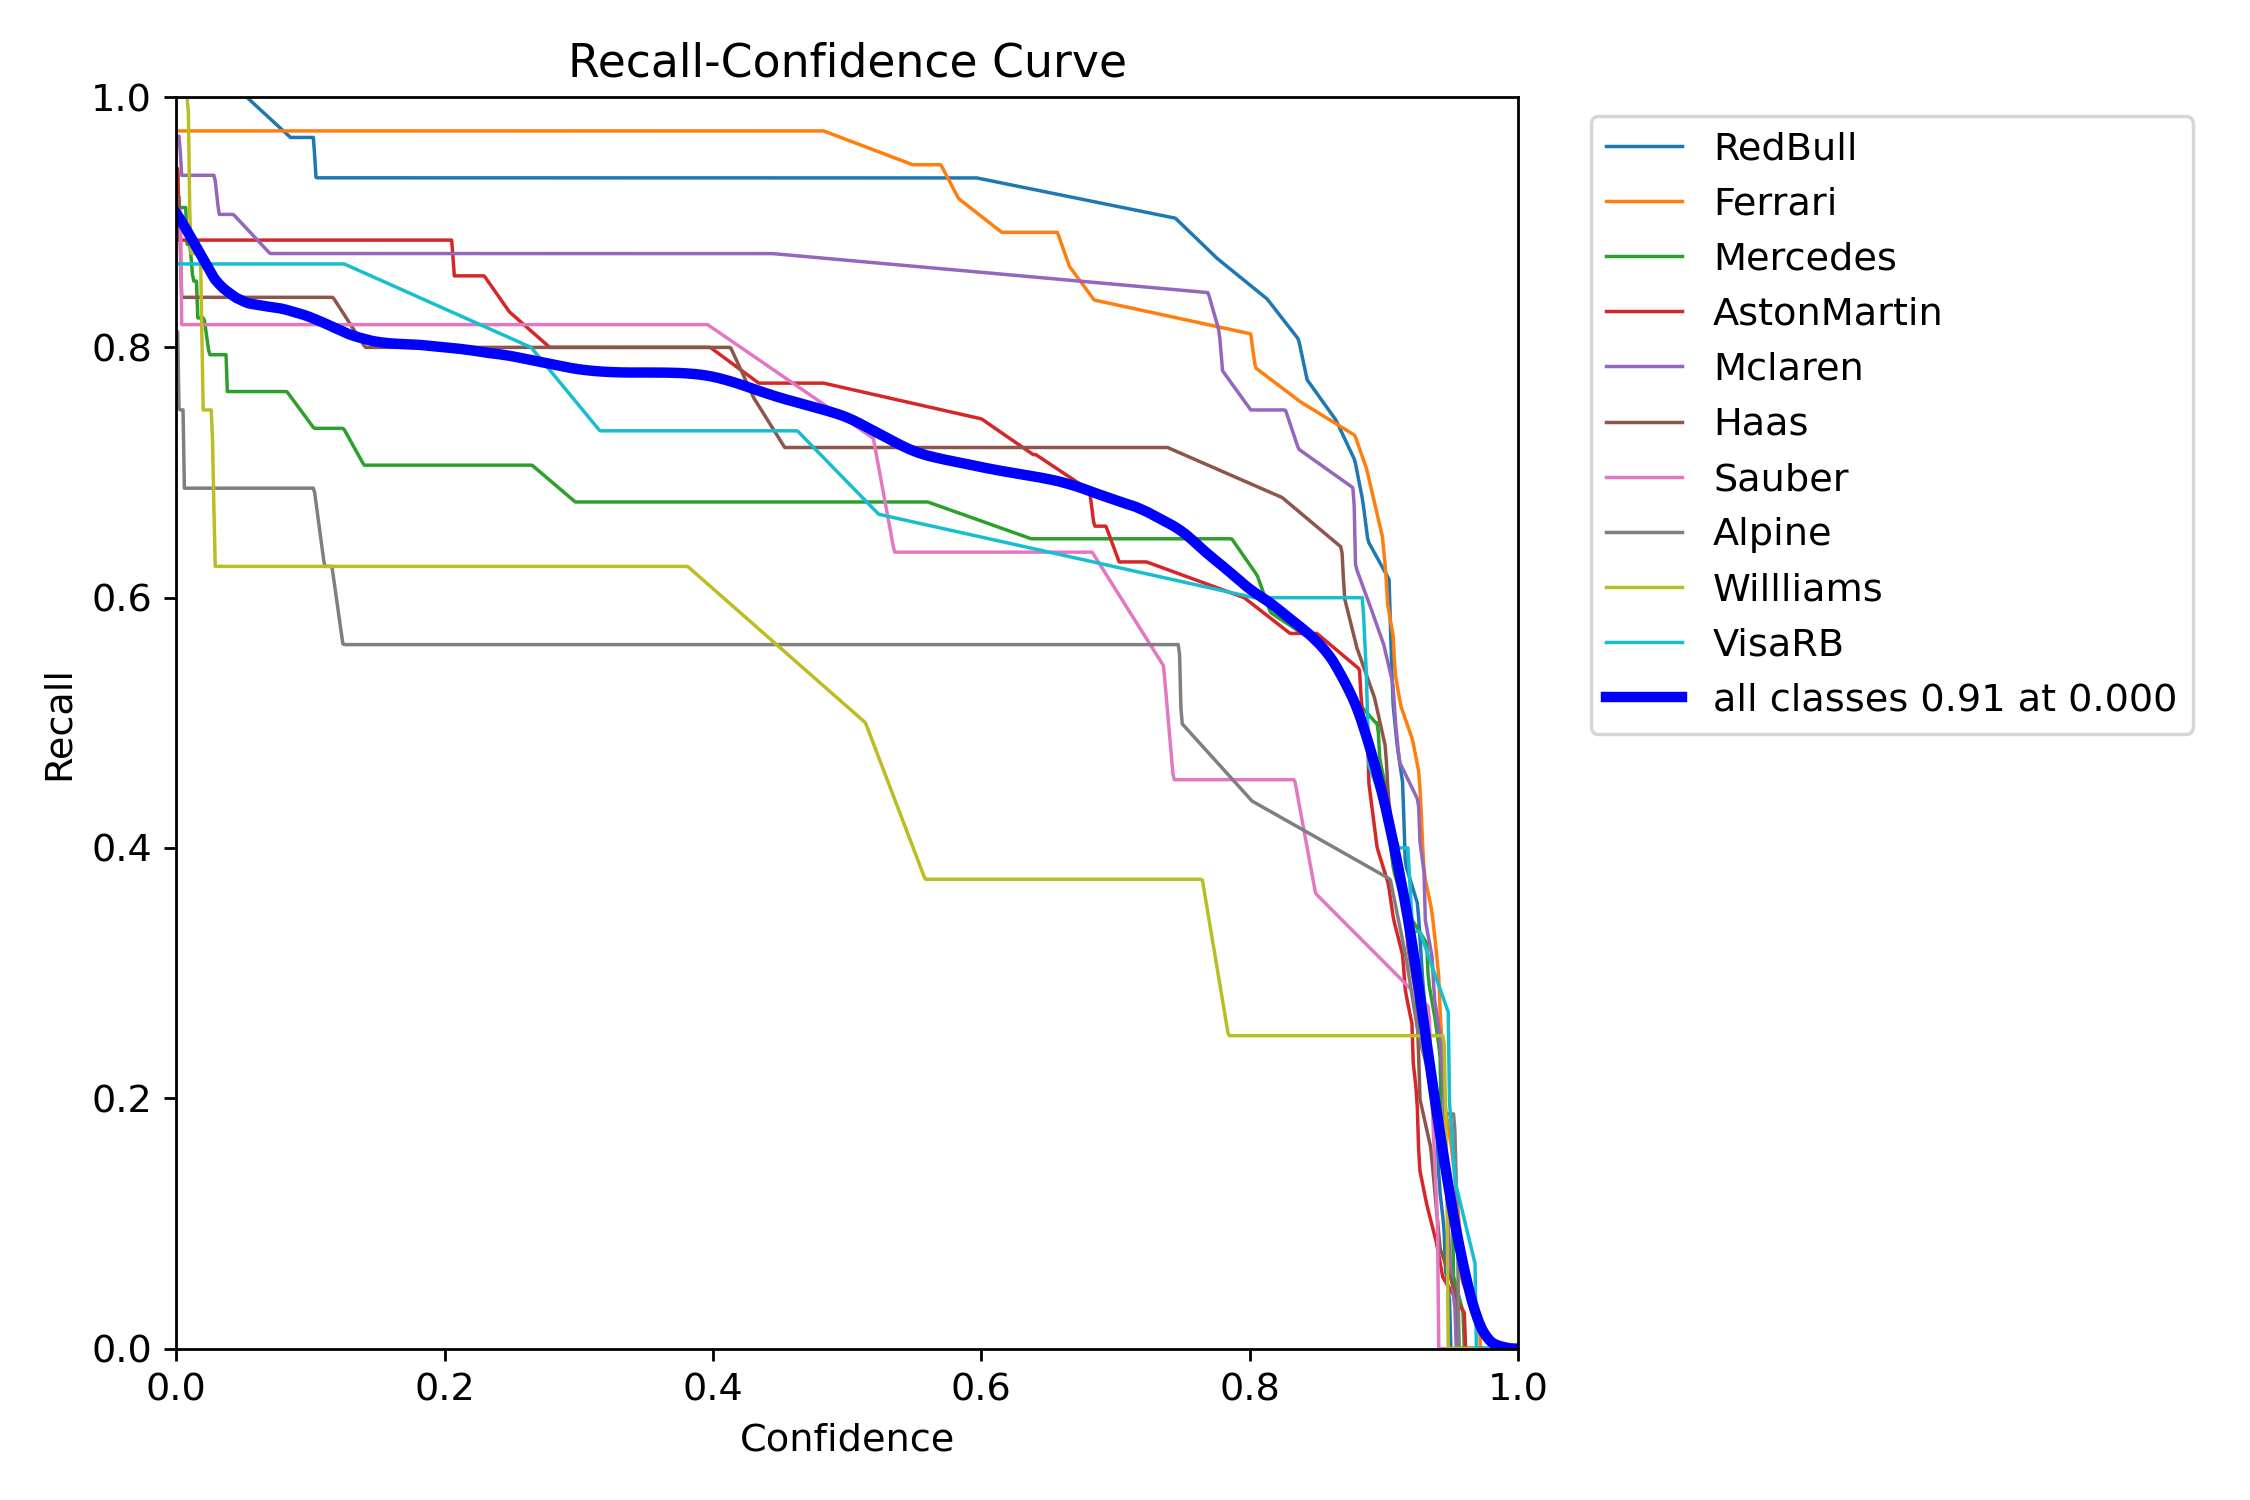 Recall-Confidence Curve
1.0
0.8
0.6
0.4
0.2
0.0
Recall
0.0 0.2 0.4 0.6 0.8 1.0
Confidence
RedBull
Ferrari
Mercedes
AstonMartin
Mclaren
Haas
Sauber
Alpine
Willliams
VisaRB
all classes 0.91 at 0.000